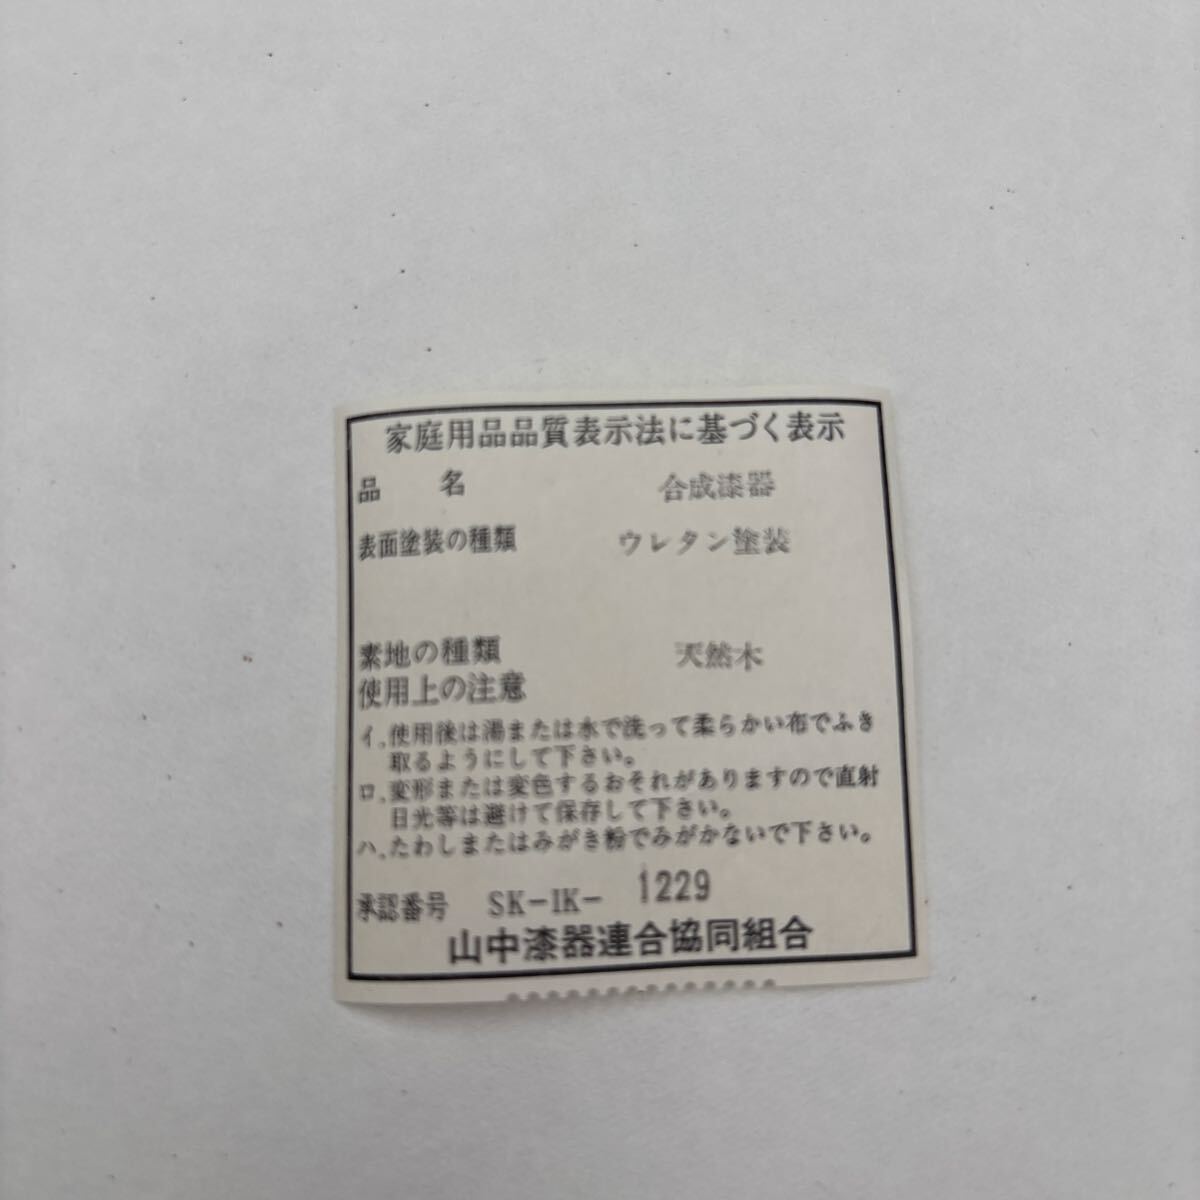 家庭用品品質表示法に基づく表示
品　　名　　合成漆器
表面塗装の種類　　ウレタン塗装
素地の種類　　天然木
使用上の注意
イ.使用後は湯または水で洗って柔らかい布でふき
取るようにして下さい。
ロ.変形または変色するおそれがありますので直射
日光等は避けて保存して下さい。
ハ.たわしまたはみがき粉でみがかないで下さい。
承認番号　SK-IK-　1229
山中漆器連合協同組合